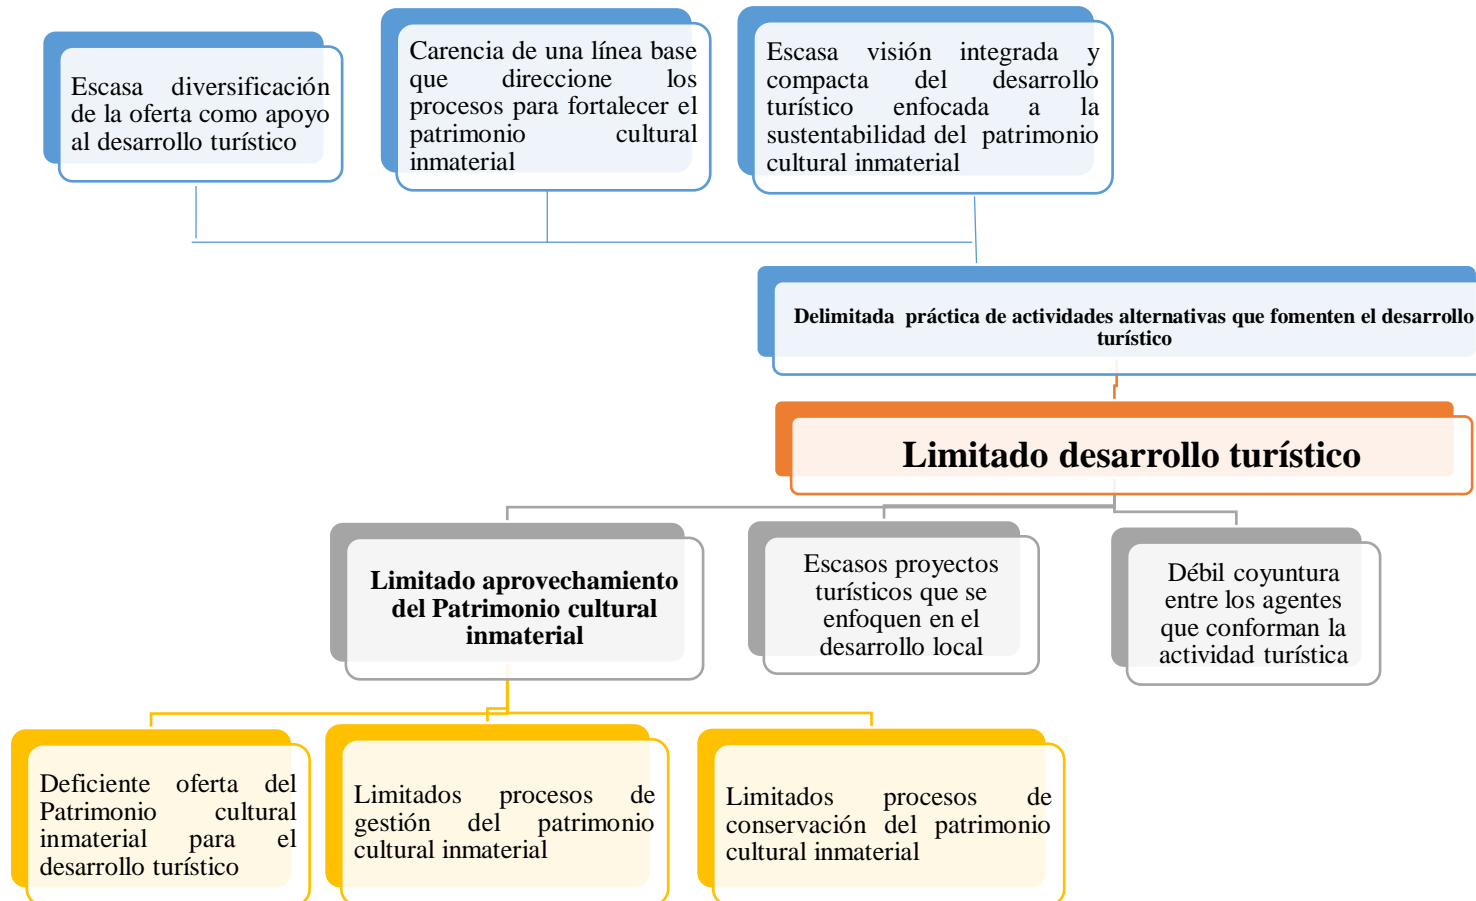 Escasa diversificación
de la oferta como apoyo
al desarrollo turístico
Carencia de una línea base
que direccione los
procesos para fortalecer el
patrimonio cultural
inmaterial
Escasa visión integrada y
compacta del desarrollo
turístico enfocada a la
sustentabilidad del patrimonio
cultural inmaterial
Delimitada práctica de actividades alternativas que fomenten el desarrollo
turístico
Limitado desarrollo turístico
Limitado aprovechamiento
del Patrimonio cultural
inmaterial
Escasos proyectos
turísticos que se
enfoquen en el
desarrollo local
Débil coyuntura
entre los agentes
que conforman la
actividad turística
Deficiente oferta del
Patrimonio cultural
inmaterial para el
desarrollo turístico
Limitados procesos de
gestión del patrimonio
cultural inmaterial
Limitados procesos de
conservación del patrimonio
cultural inmaterial